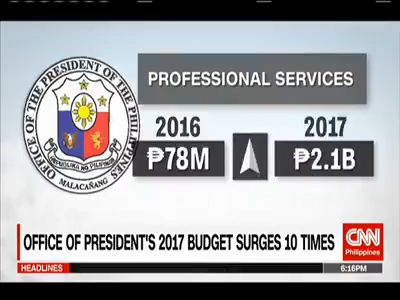 OFFICE OF THE PRESIDENT OF THE PHILIPPINES
MALACAÑANG
PROFESSIONAL SERVICES
2016
2017
₱78M
₱2.1B
OFFICE OF PRESIDENT'S 2017 BUDGET SURGES 10 TIMES
CNN
Philippines
HEADLINES
6:16PM